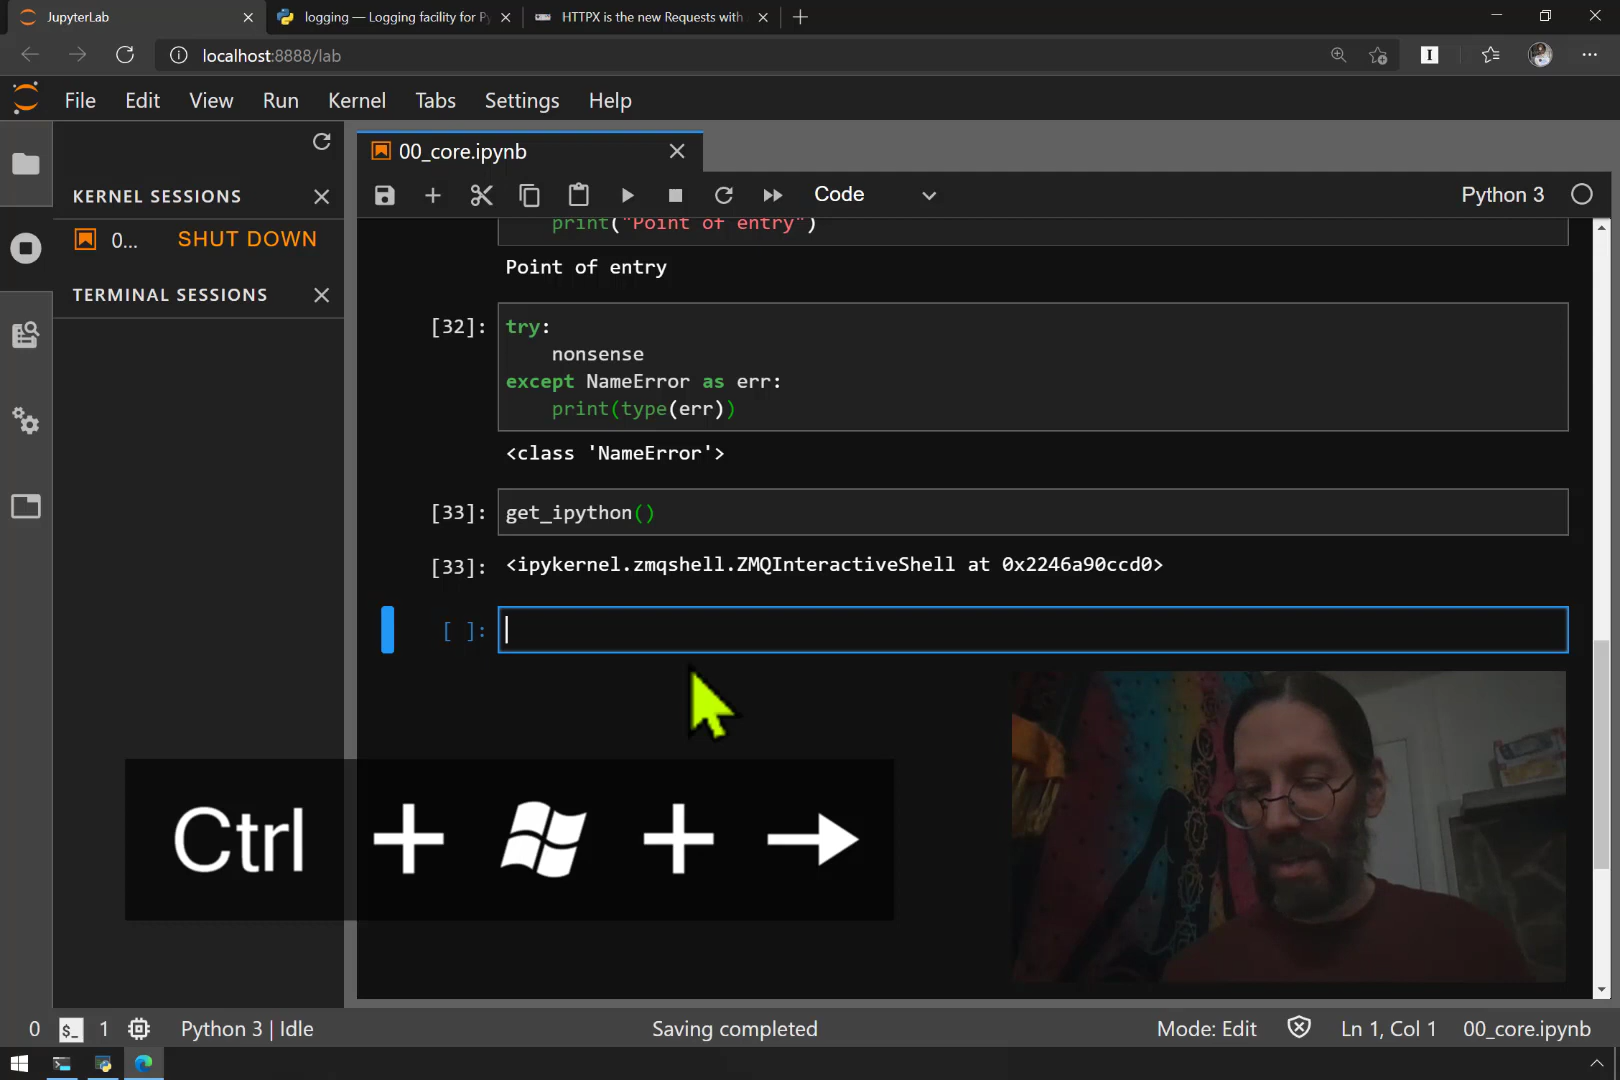 JupyterLab
logging — Logging facility for Py
HTTPX is the new Requests with
localhost:8888/lab
File Edit View Run Kernel Tabs Settings Help
00_core.ipynb
Code
Python 3
KERNEL SESSIONS
0... SHUT DOWN
TERMINAL SESSIONS
print("Point of entry")
Point of entry
[32]: try:
nonsense
except NameError as err:
print(type(err))
<class 'NameError'>
[33]: get_ipython()
[33]: <ipykernel.zmqshell.ZMQInteractiveShell at 0x2246a90ccd0>
[ ]:
Ctrl + + →
0 $_ 1 Python 3 | Idle Saving completed Mode: Edit Ln 1, Col 1 00_core.ipynb